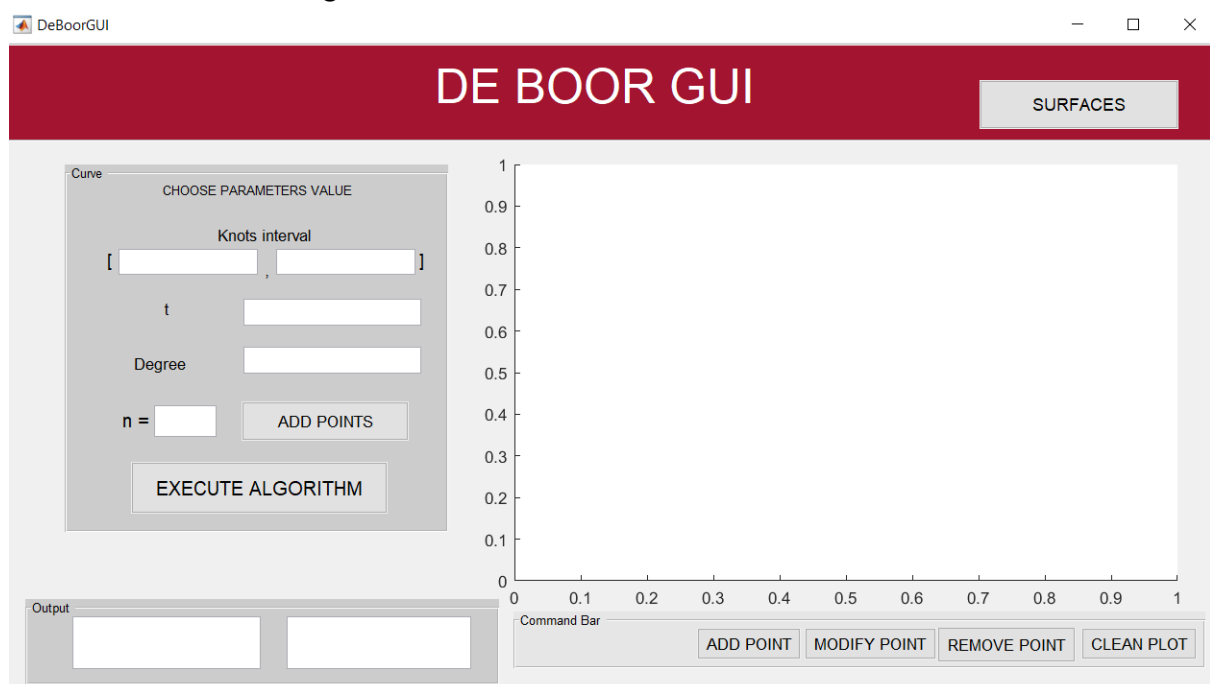 DeBoorGUI
DE BOOR GUI
SURFACES
Curve
CHOOSE PARAMETERS VALUE
Knots interval
[ , ]
t
Degree
n =
ADD POINTS
EXECUTE ALGORITHM
1
0.9
0.8
0.7
0.6
0.5
0.4
0.3
0.2
0.1
0
0 0.1 0.2 0.3 0.4 0.5 0.6 0.7 0.8 0.9 1
Output
Command Bar
ADD POINT MODIFY POINT REMOVE POINT CLEAN PLOT